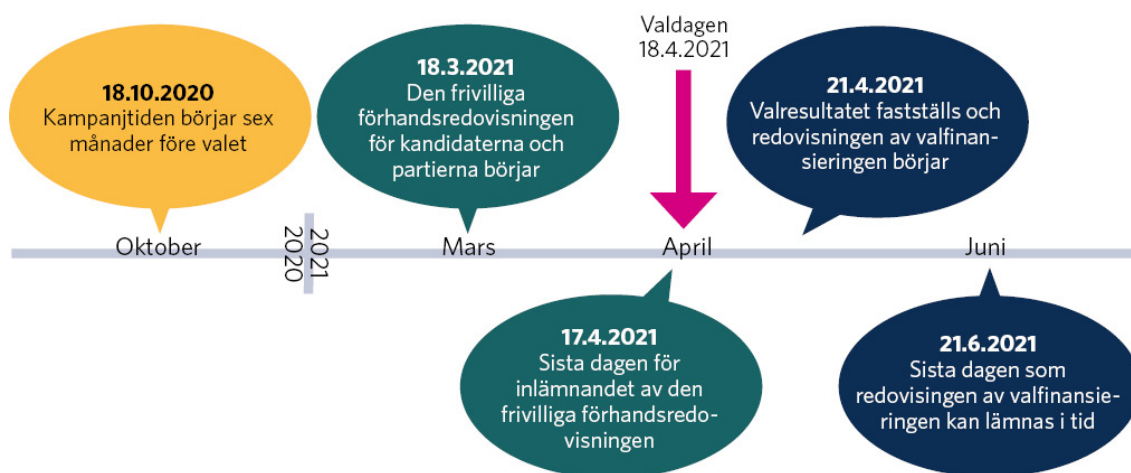 18.10.2020
Kampanjtiden börjar sex
månader före valet
18.3.2021
Den frivilliga
förhandsredovisningen
för kandidaterna och
partierna börjar
Valdagen
18.4.2021
21.4.2021
Valresultatet fastställs och
redovisningen av valfinan-
sieringen börjar
Oktober
2020
2021
Mars
April
Juni
17.4.2021
Sista dagen för
inlämnandet av den
frivilliga förhandsredo-
visningen
21.6.2021
Sista dagen som
redovisingen av valfinansie-
ringen kan lämnas i tid